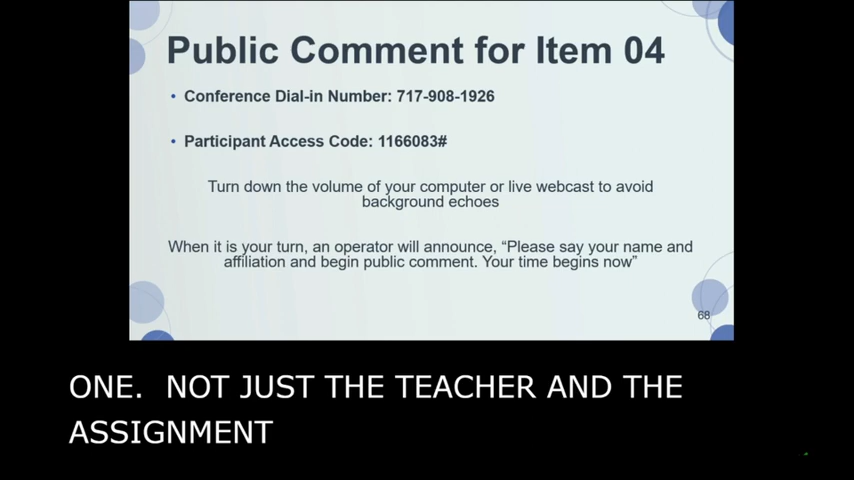 Public Comment for Item 04
• Conference Dial-in Number: 717-908-1926
• Participant Access Code: 1166083#
Turn down the volume of your computer or live webcast to avoid
background echoes
When it is your turn, an operator will announce, “Please say your name and
affiliation and begin public comment. Your time begins now”
68
ONE.  NOT JUST THE TEACHER AND THE
ASSIGNMENT